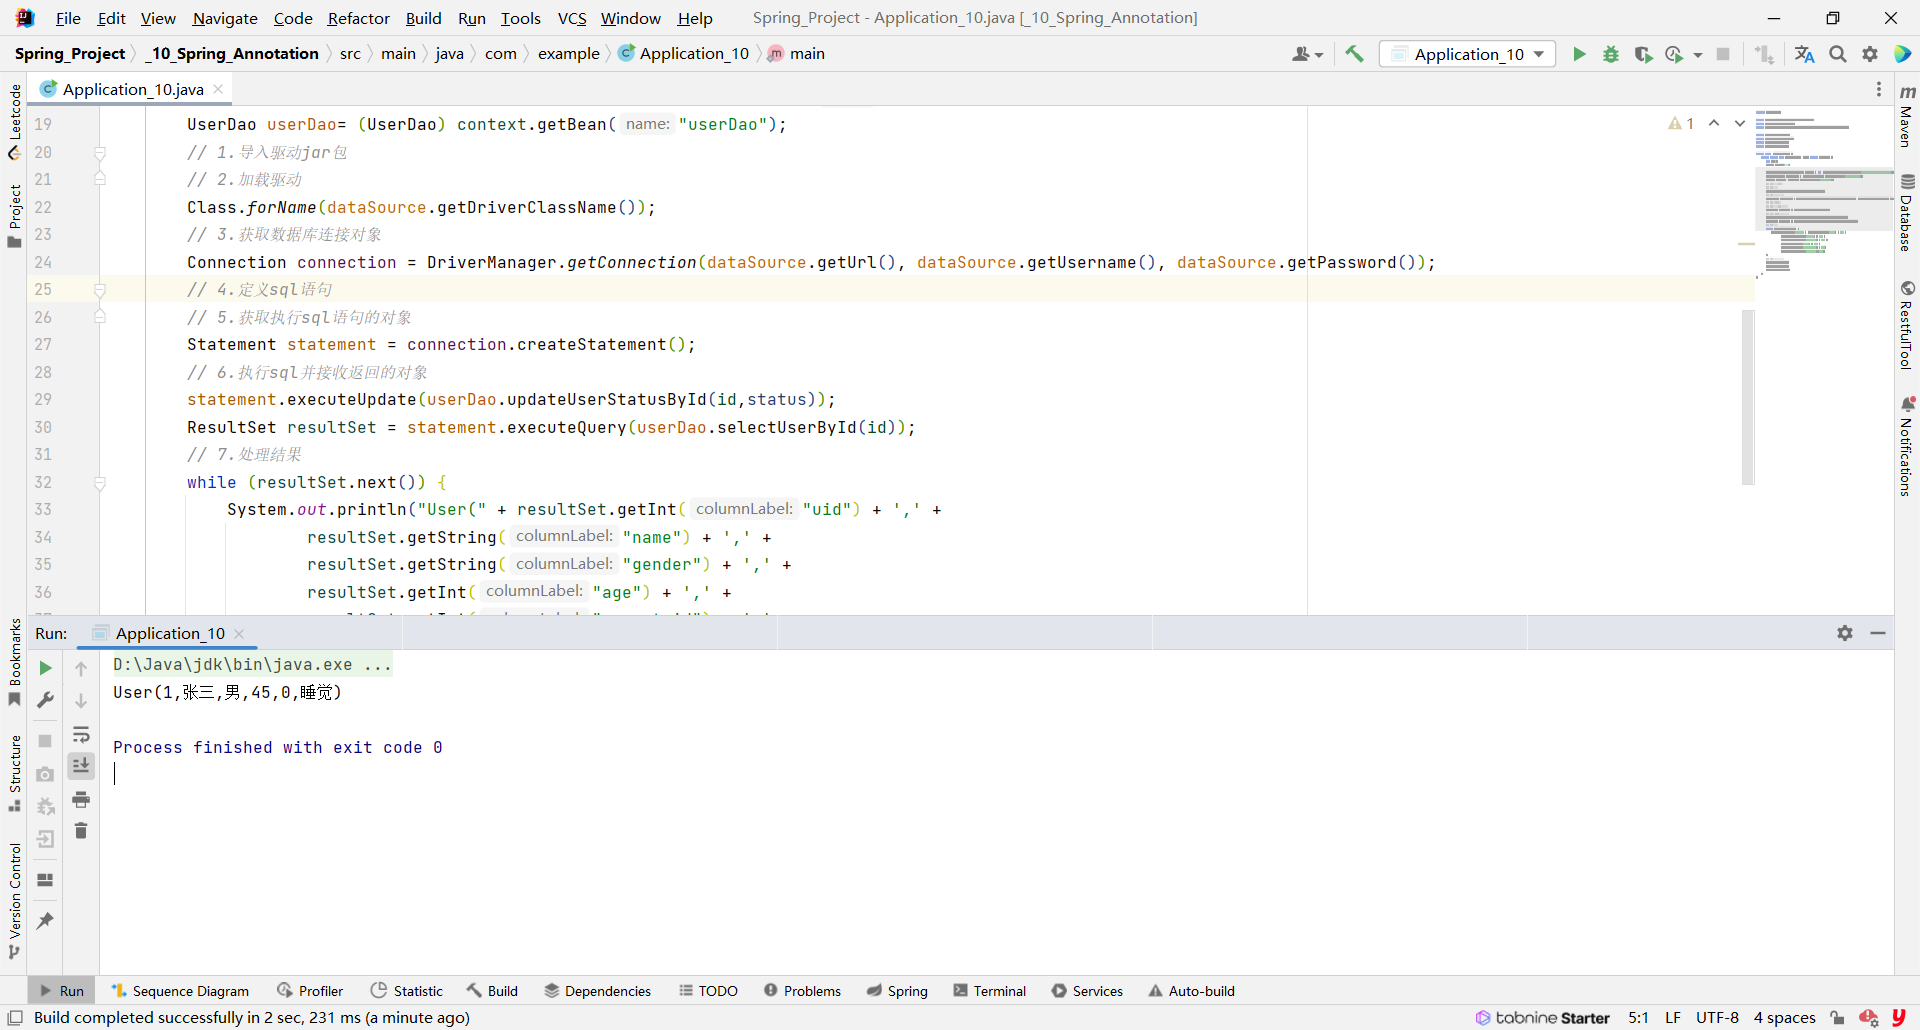 File Edit View Navigate Code Refactor Build Run Tools VCS Window Help Spring_Project - Application_10.java [_10_Spring_Annotation]
Spring_Project _10_Spring_Annotation src main java com example Application_10 main Application_10
Application_10.java
19 UserDao userDao= (UserDao) context.getBean( name: "userDao");
20 // 1.导入驱动jar包
21 // 2.加载驱动
22 Class.forName(dataSource.getDriverClassName());
23 // 3.获取数据库连接对象
24 Connection connection = DriverManager.getConnection(dataSource.getUrl(), dataSource.getUsername(), dataSource.getPassword());
25 // 4.定义sql语句
26 // 5.获取执行sql语句的对象
27 Statement statement = connection.createStatement();
28 // 6.执行sql并接收返回的对象
29 statement.executeUpdate(userDao.updateUserStatusById(id,status));
30 ResultSet resultSet = statement.executeQuery(userDao.selectUserById(id));
31 // 7.处理结果
32 while (resultSet.next()) {
33 System.out.println("User(" + resultSet.getInt( columnLabel: "uid") + ',' +
34 resultSet.getString( columnLabel: "name") + ',' +
35 resultSet.getString( columnLabel: "gender") + ',' +
36 resultSet.getInt( columnLabel: "age") + ',' +
1
Leetcode
Project
Bookmarks
Structure
Version Control
Maven
Database
RestfulTool
Notifications
Run: Application_10
D:\Java\jdk\bin\java.exe ...
User(1,张三,男,45,0,睡觉)
Process finished with exit code 0
Run Sequence Diagram Profiler Statistic Build Dependencies TODO Problems Spring Terminal Services Auto-build
Build completed successfully in 2 sec, 231 ms (a minute ago) tabnine Starter 5:1 LF UTF-8 4 spaces